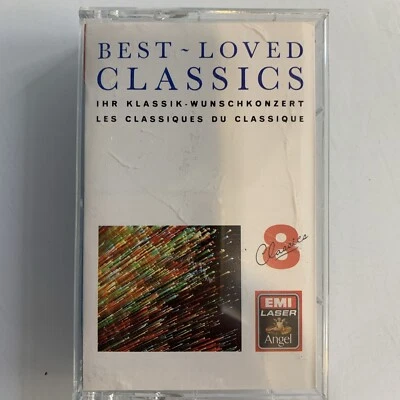 BEST~LOVED
CLASSICS
IHR KLASSIK-WUNSCHKONZERT
LES CLASSIQUES DU CLASSIQUE
8
Classics
EMI
LASER
Angel